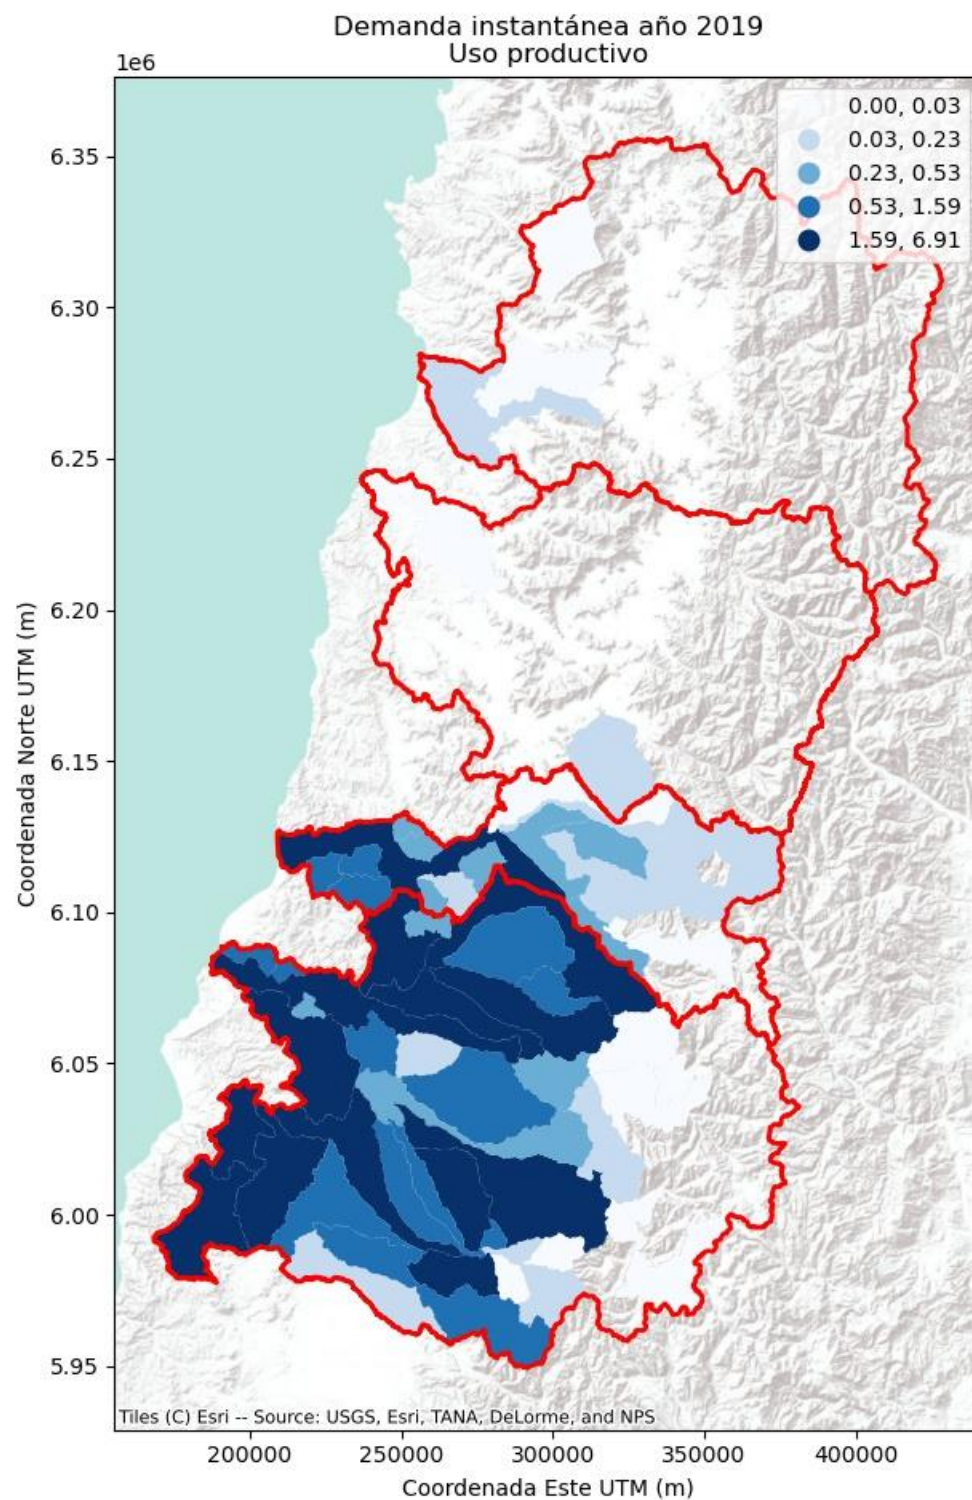 Demanda instantánea año 2019
Uso productivo
1e6
0.00, 0.03
0.03, 0.23
0.23, 0.53
0.53, 1.59
1.59, 6.91
6.35
6.30
6.25
6.20
6.15
6.10
6.05
6.00
5.95
Coordenada Norte UTM (m)
Tiles (C) Esri -- Source: USGS, Esri, TANA, DeLorme, and NPS
200000 250000 300000 350000 400000
Coordenada Este UTM (m)